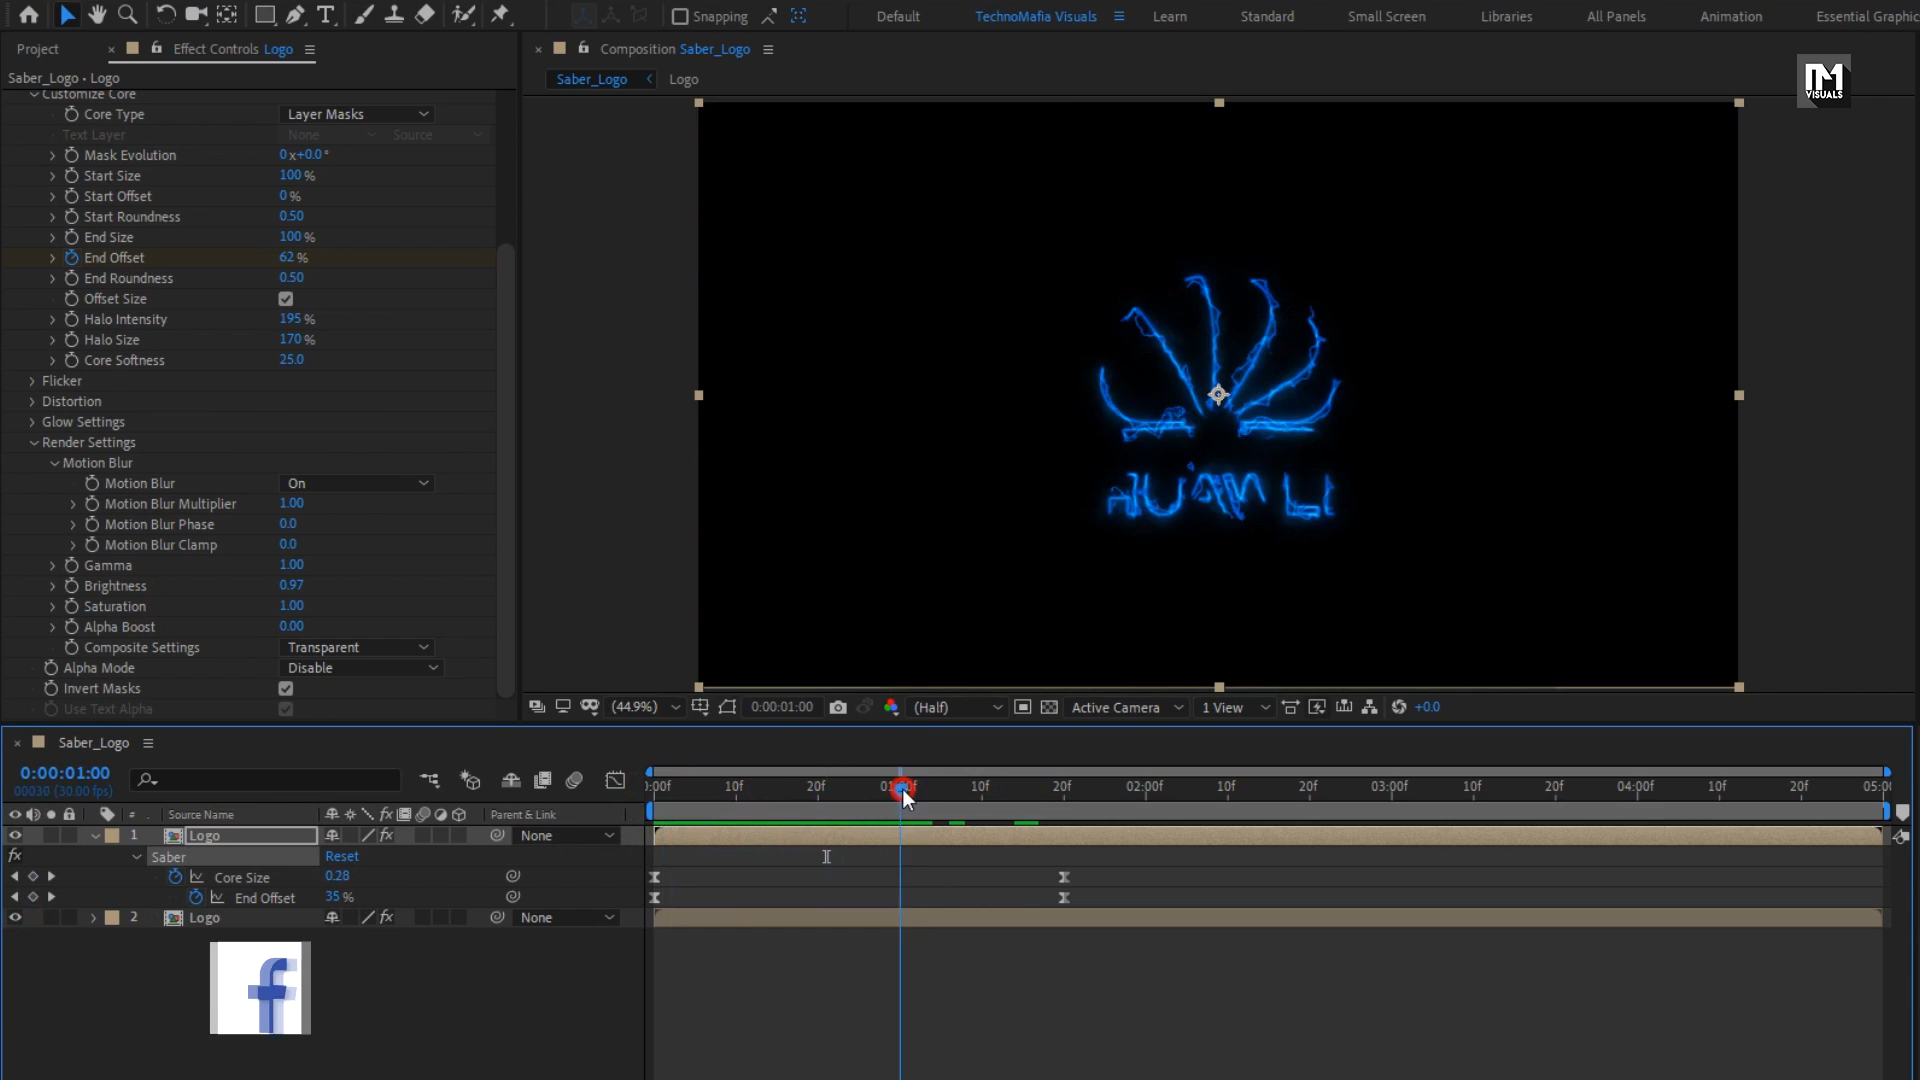 Snapping
Default
TechnoMafia Visuals
Learn
Standard
Small Screen
Libraries
All Panels
Animation
Essential Graphic
Project
Effect Controls Logo
Composition Saber_Logo
Saber_Logo • Logo
Saber_Logo
Logo
VISUALS
Customize Core
Core Type Layer Masks
Text Layer None Source
Mask Evolution 0x+0.0°
Start Size 100 %
Start Offset 0 %
Start Roundness 0.50
End Size 100 %
End Offset 62 %
End Roundness 0.50
Offset Size
Halo Intensity 195 %
Halo Size 170 %
Core Softness 25.0
Flicker
Distortion
Glow Settings
Render Settings
Motion Blur
Motion Blur On
Motion Blur Multiplier 1.00
Motion Blur Phase 0.0
Motion Blur Clamp 0.0
Gamma 1.00
Brightness 0.97
Saturation 1.00
Alpha Boost 0.00
Composite Settings Transparent
Alpha Mode Disable
Invert Masks
Use Text Alpha
(44.9%) 0:00:01:00 (Half) Active Camera 1 View +0.0
Saber_Logo
0:00:01:00
00030 (30.00 fps)
:00f 10f 20f 10f 20f 02:00f 10f 20f 03:00f 10f 20f 04:00f 10f 20f 05:00
# Source Name fx Parent & Link
1 Logo fx None
fx Saber Reset
Core Size 0.28
End Offset 35 %
2 Logo fx None
f